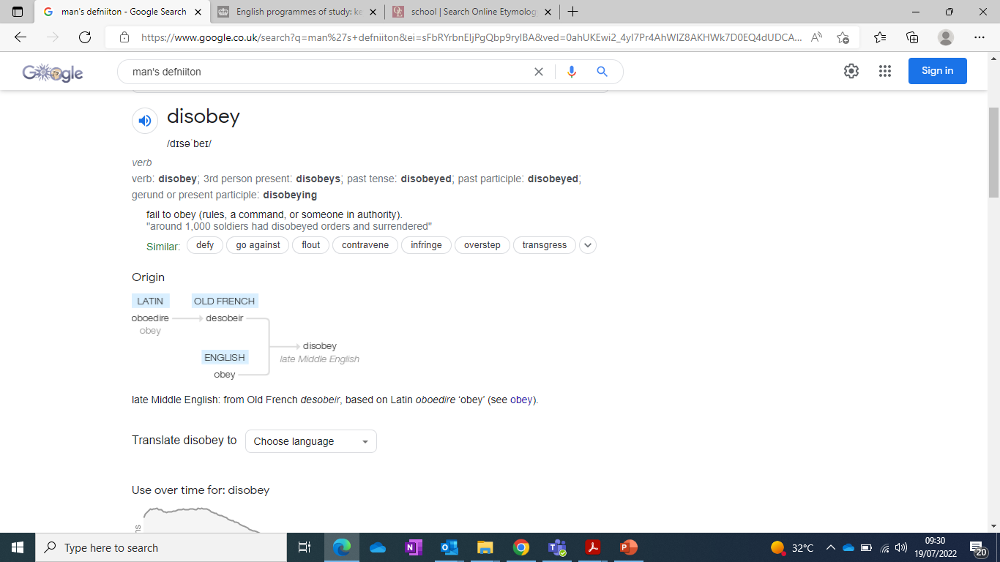 man's defniiton - Google Search
English programmes of study: ke
school | Search Online Etymolog
https://www.google.co.uk/search?q=man%27s+defniiton&ei=sFbRYrbnEIjPgQbp9rylBA&ved=0ahUKEwi2_4yl7Pr4AhWIZ8AKHWk7D0EQ4dUDCA...
Google
man's defniiton
Sign in
disobey
/dɪsəˈbeɪ/
verb
verb: disobey; 3rd person present: disobeys; past tense: disobeyed; past participle: disobeyed;
gerund or present participle: disobeying
fail to obey (rules, a command, or someone in authority).
"around 1,000 soldiers had disobeyed orders and surrendered"
Similar: defy go against flout contravene infringe overstep transgress
Origin
LATIN OLD FRENCH
oboedire desobeir
obey
disobey
ENGLISH late Middle English
obey
late Middle English: from Old French desobeir, based on Latin oboedire ‘obey’ (see obey).
Translate disobey to Choose language
Use over time for: disobey
Type here to search
32°C
09:30
19/07/2022
20